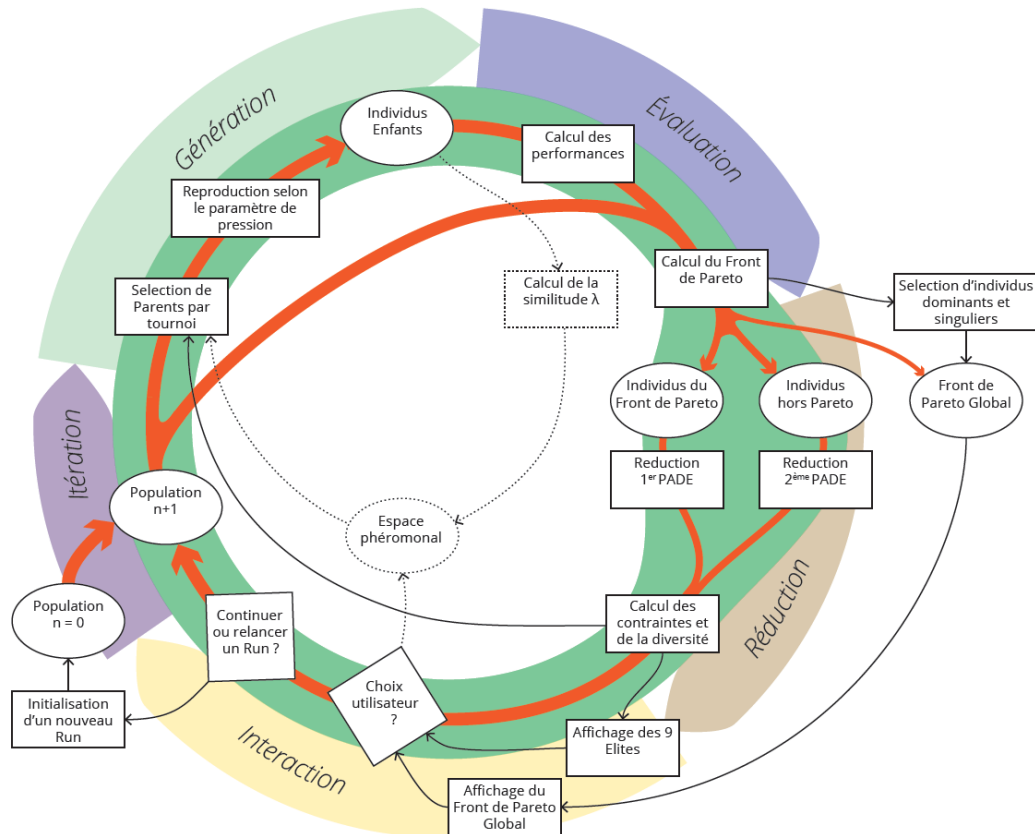 Génération
Évaluation
Individus
Enfants
Calcul des
performances
Reproduction selon
le paramètre de
pression
Calcul du Front
de Pareto
Calcul de la
similitude λ
Selection de
Parents par
tournoi
Selection d'individus
dominants et
singuliers
Individus du
Front de Pareto
Individus
hors Pareto
Front de
Pareto Global
Itération
Reduction
1er PADE
Reduction
2ème PADE
Population
n+1
Espace
phéromonal
Population
n = 0
Continuer
ou relancer
un Run ?
Calcul des
contraintes et
de la diversité
Réduction
Choix
utilisateur
?
Initialisation
d'un nouveau
Run
Interaction
Affichage des 9
Elites
Affichage du
Front de Pareto
Global